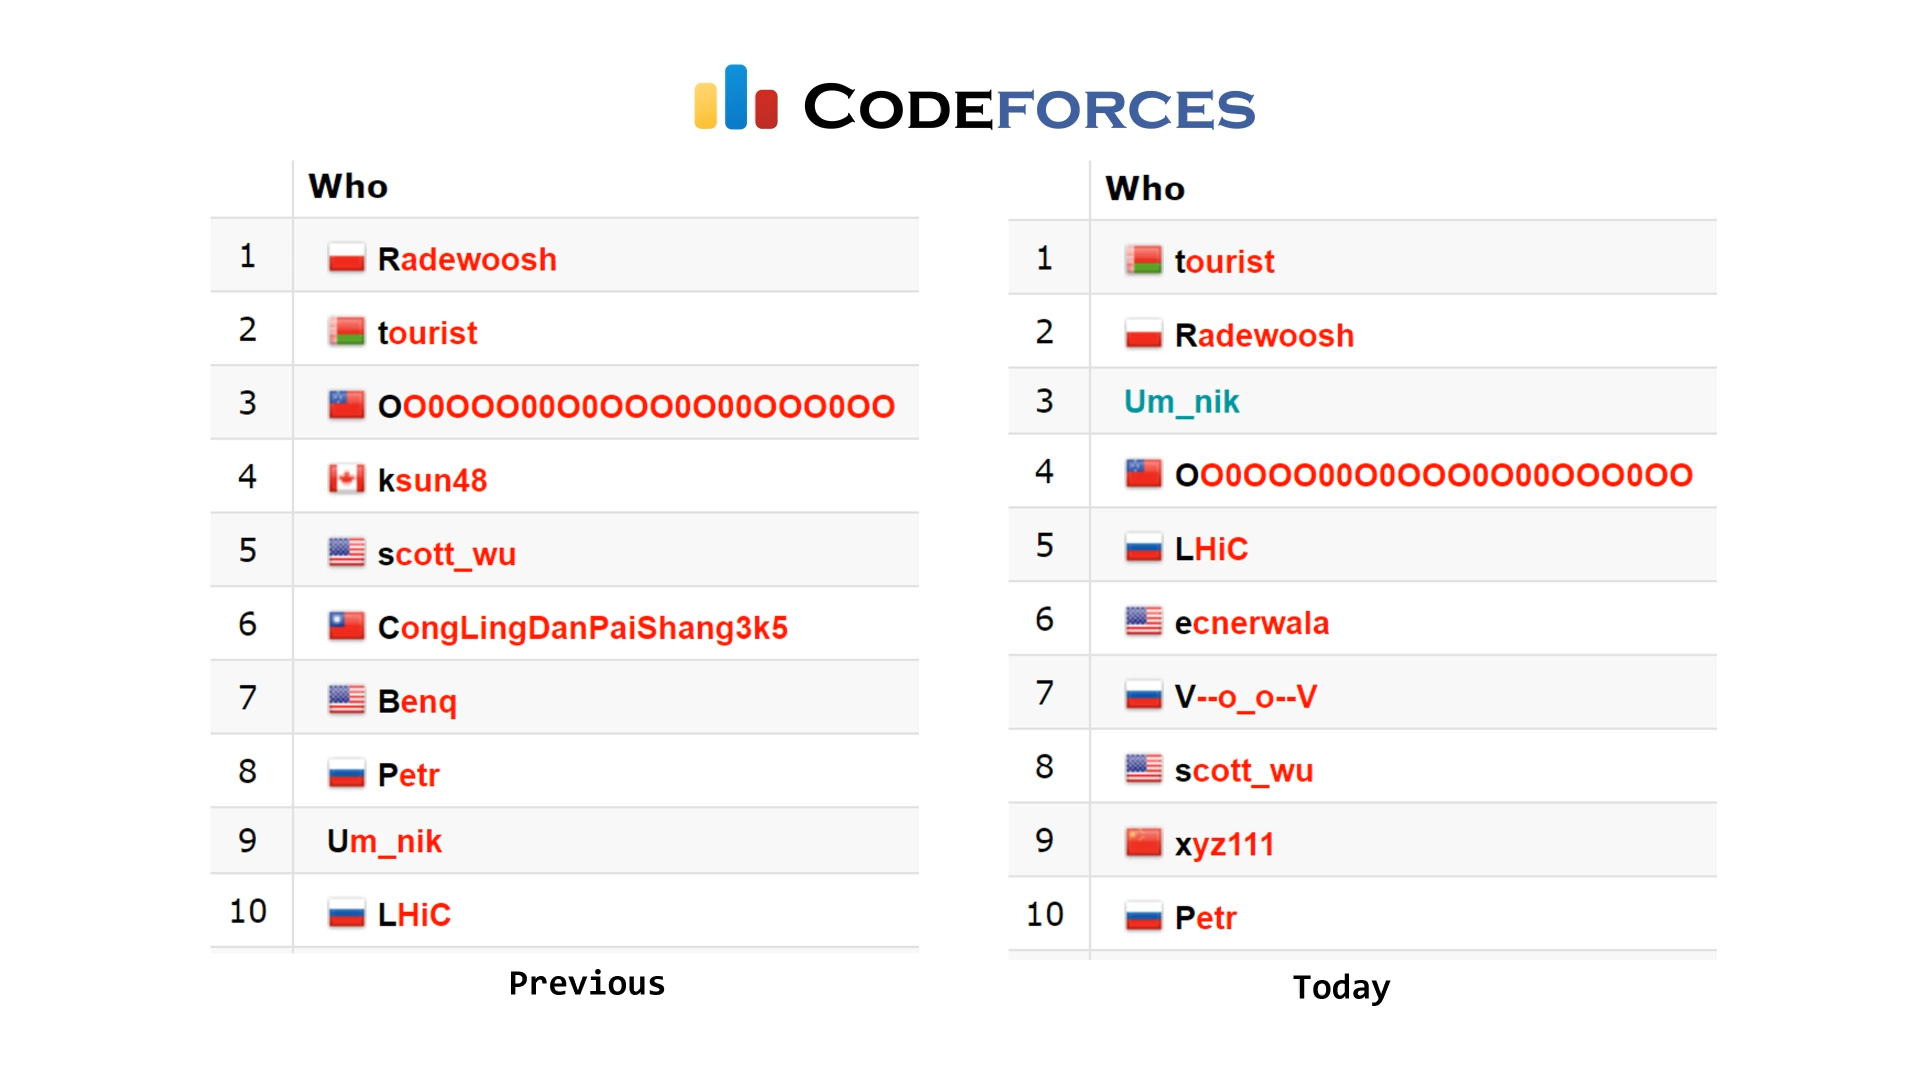 CODEFORCES
Who
1 Radewoosh
2 tourist
3 OO0OOO00O0OOO0O00OOO0OO
4 ksun48
5 scott_wu
6 CongLingDanPaiShang3k5
7 Benq
8 Petr
9 Um_nik
10 LHiC
Previous
Who
1 tourist
2 Radewoosh
3 Um_nik
4 OO0OOO00O0OOO0O00OOO0OO
5 LHiC
6 ecnerwala
7 V--o_o--V
8 scott_wu
9 xyz111
10 Petr
Today